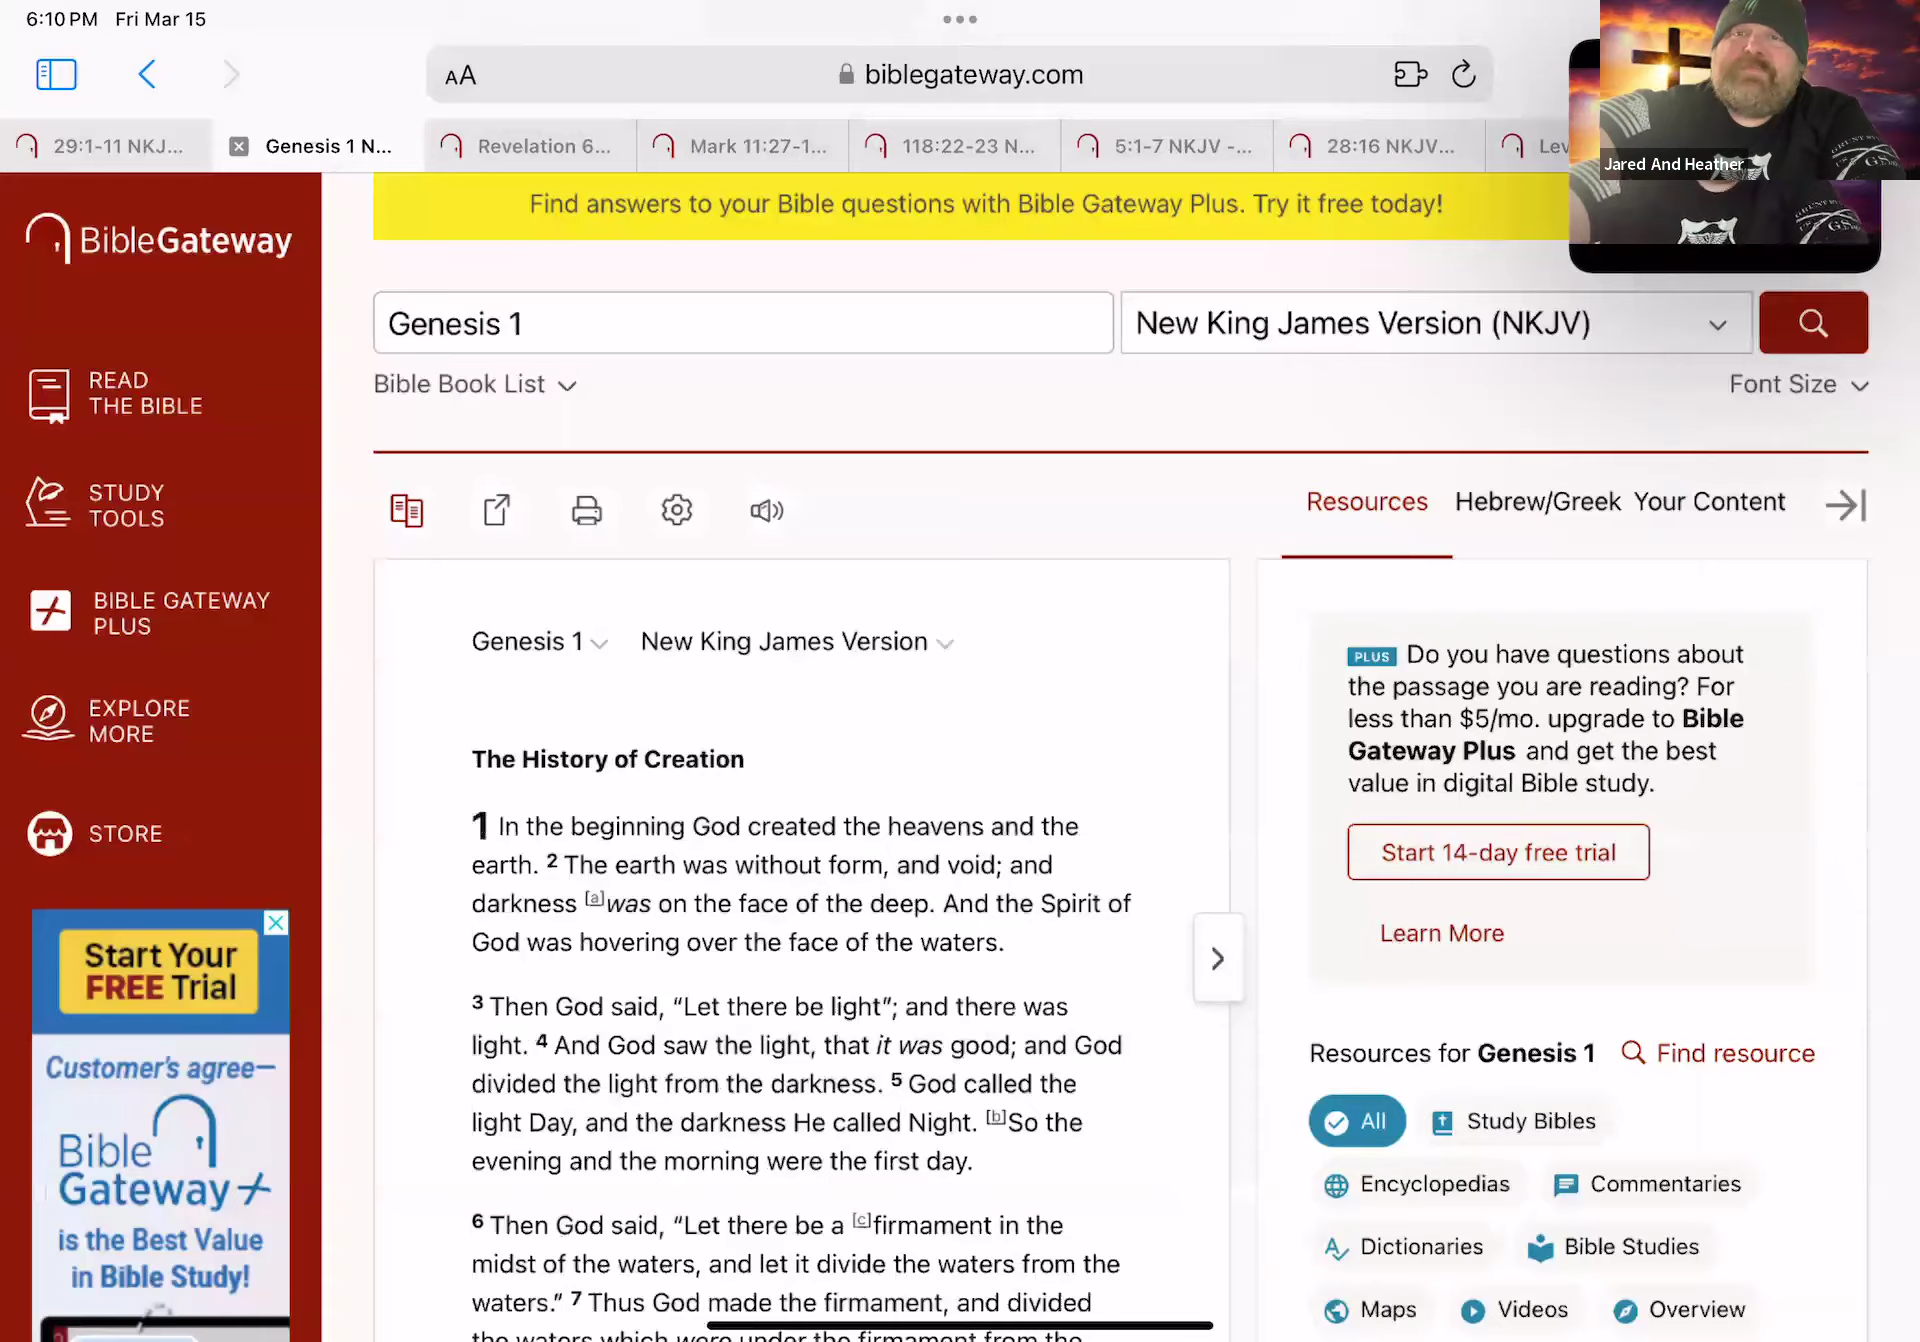 6:10 PM Fri Mar 15
AA biblegateway.com
29:1-11 NKJ...
Genesis 1 N...
Revelation 6...
Mark 11:27-1...
118:22-23 N...
5:1-7 NKJV -...
28:16 NKJV...
Lev
Jared And Heather
BibleGateway
Find answers to your Bible questions with Bible Gateway Plus. Try it free today!
Genesis 1
New King James Version (NKJV)
Bible Book List
Font Size
READ
THE BIBLE
STUDY
TOOLS
BIBLE GATEWAY
PLUS
EXPLORE
MORE
STORE
Start Your
FREE Trial
Customer's agree—
Bible
Gateway+
is the Best Value
in Bible Study!
Resources Hebrew/Greek Your Content
Genesis 1 New King James Version
The History of Creation
1 In the beginning God created the heavens and the
earth. 2 The earth was without form, and void; and
darkness [a]was on the face of the deep. And the Spirit of
God was hovering over the face of the waters.
3 Then God said, “Let there be light”; and there was
light. 4 And God saw the light, that it was good; and God
divided the light from the darkness. 5 God called the
light Day, and the darkness He called Night. [b]So the
evening and the morning were the first day.
6 Then God said, “Let there be a [c]firmament in the
midst of the waters, and let it divide the waters from the
waters.” 7 Thus God made the firmament, and divided
the waters which were under the firmament from the
PLUS Do you have questions about
the passage you are reading? For
less than $5/mo. upgrade to Bible
Gateway Plus and get the best
value in digital Bible study.
Start 14-day free trial
Learn More
Resources for Genesis 1 Find resource
All Study Bibles
Encyclopedias Commentaries
Dictionaries Bible Studies
Maps Videos Overview